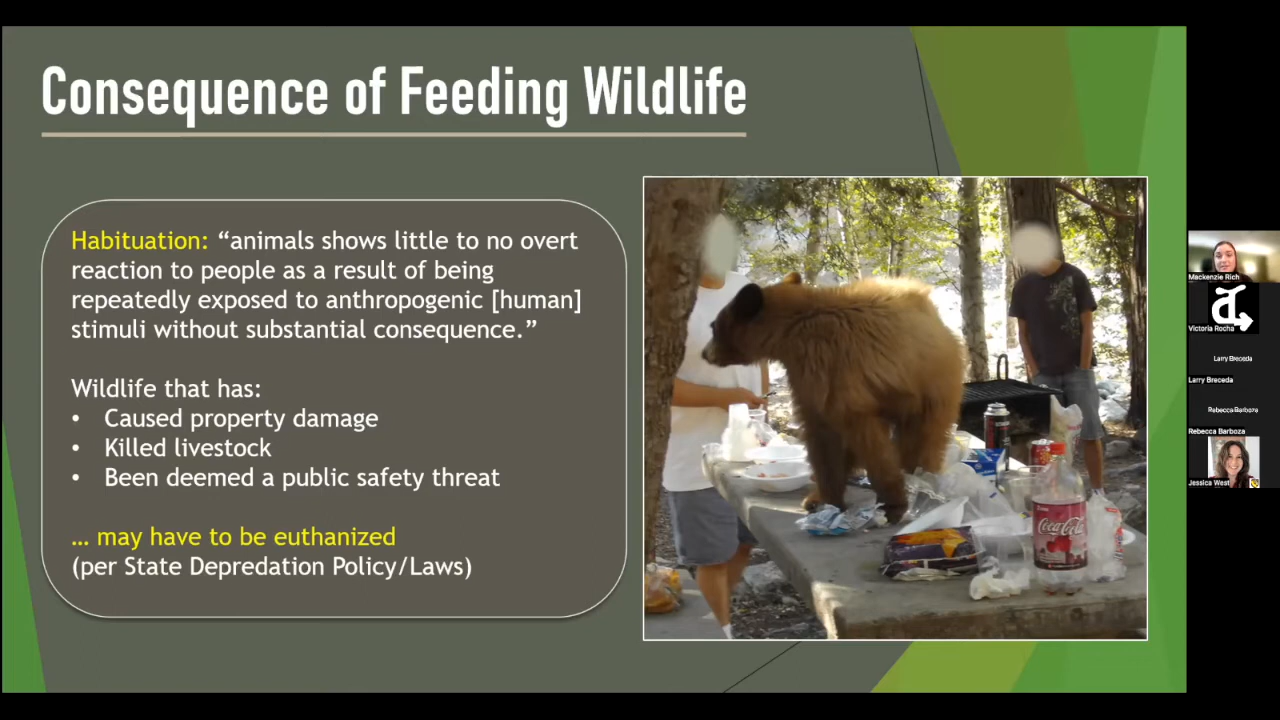 Consequence of Feeding Wildlife
Habituation: “animals shows little to no overt
reaction to people as a result of being
repeatedly exposed to anthropogenic [human]
stimuli without substantial consequence.”
Wildlife that has:
• Caused property damage
• Killed livestock
• Been deemed a public safety threat
... may have to be euthanized
(per State Depredation Policy/Laws)
Coca-Cola
Mackenzie Rich
a
Victoria Rocha
Larry Breceda
Larry Breceda
Rebecca Barboza
Rebecca Barboza
Jessica West